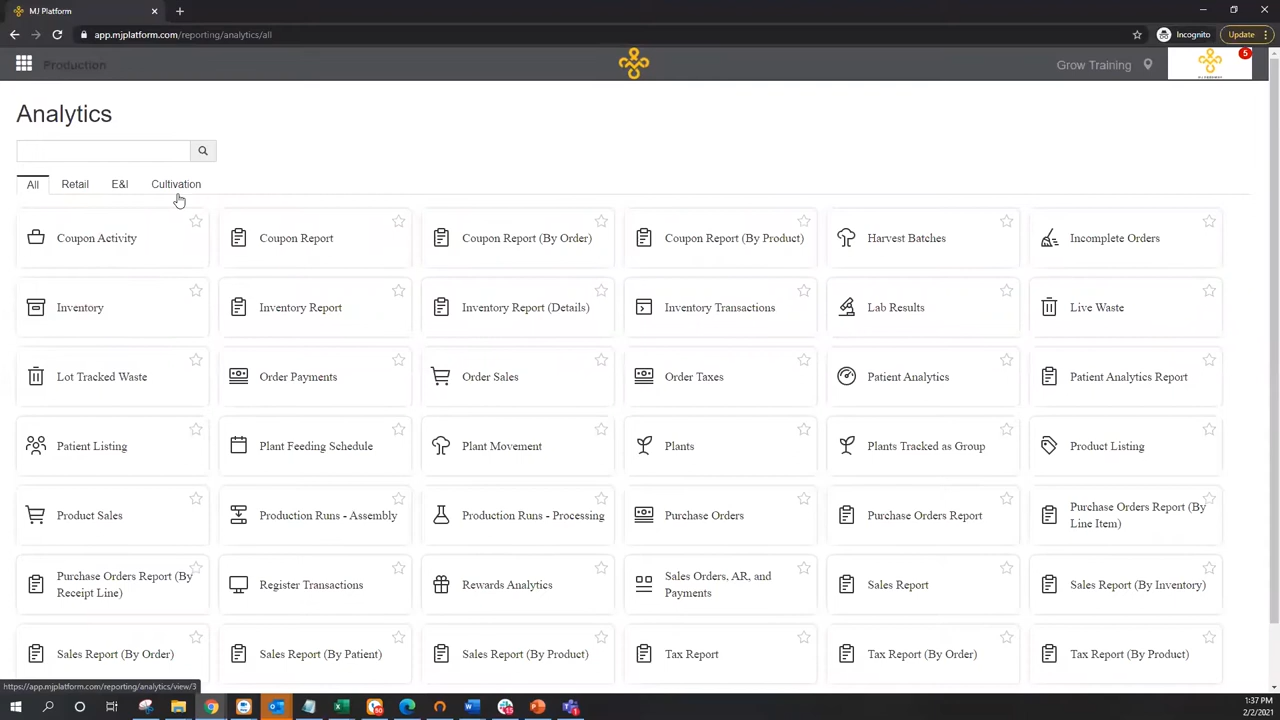 MJ Platform
app.mjplatform.com/reporting/analytics/all
Incognito
Update
Production
Grow Training
5
Analytics
All
Retail
E&I
Cultivation
Coupon Activity
Coupon Report
Coupon Report (By Order)
Coupon Report (By Product)
Harvest Batches
Incomplete Orders
Inventory
Inventory Report
Inventory Report (Details)
Inventory Transactions
Lab Results
Live Waste
Lot Tracked Waste
Order Payments
Order Sales
Order Taxes
Patient Analytics
Patient Analytics Report
Patient Listing
Plant Feeding Schedule
Plant Movement
Plants
Plants Tracked as Group
Product Listing
Product Sales
Production Runs - Assembly
Production Runs - Processing
Purchase Orders
Purchase Orders Report
Purchase Orders Report (By
Line Item)
Purchase Orders Report (By
Receipt Line)
Register Transactions
Rewards Analytics
Sales Orders, AR, and
Payments
Sales Report
Sales Report (By Inventory)
Sales Report (By Order)
Sales Report (By Patient)
Sales Report (By Product)
Tax Report
Tax Report (By Order)
Tax Report (By Product)
https://app.mjplatform.com/reporting/analytics/view/3
1:37 PM
2/2/2021